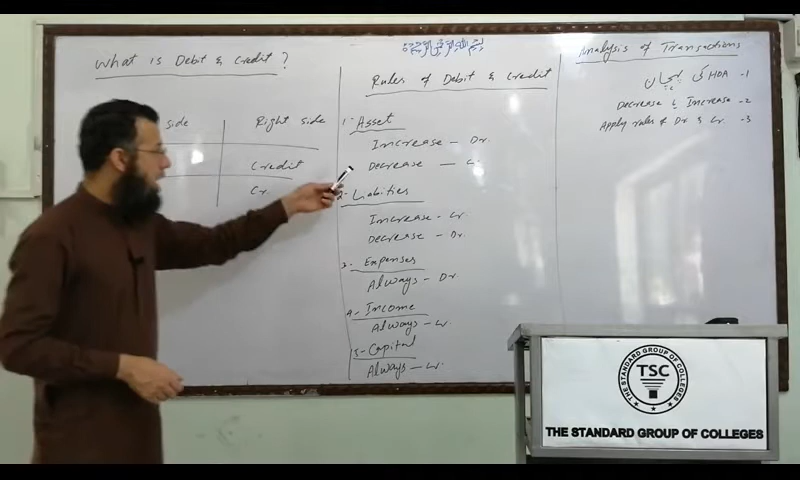 What is Debit & Credit ?
side
Right side
Credit
Cr.
بسم اللہ الرحمن الرحیم
Rules of Debit & Credit
1- Asset
Increase - Dr.
Decrease - Cr.
2- Liabities
Increase - Cr.
Decrease - Dr.
3- Expenses
Always - Dr.
4- Income
Always - Cr.
5- Capital
Always - Cr.
Analysis of Transactions
1- HOA کی پہچان
2- Increase یا Decrease
3- Apply rules of Dr & Cr.
THE STANDARD GROUP OF COLLEGES
TSC
THE STANDARD GROUP OF COLLEGES